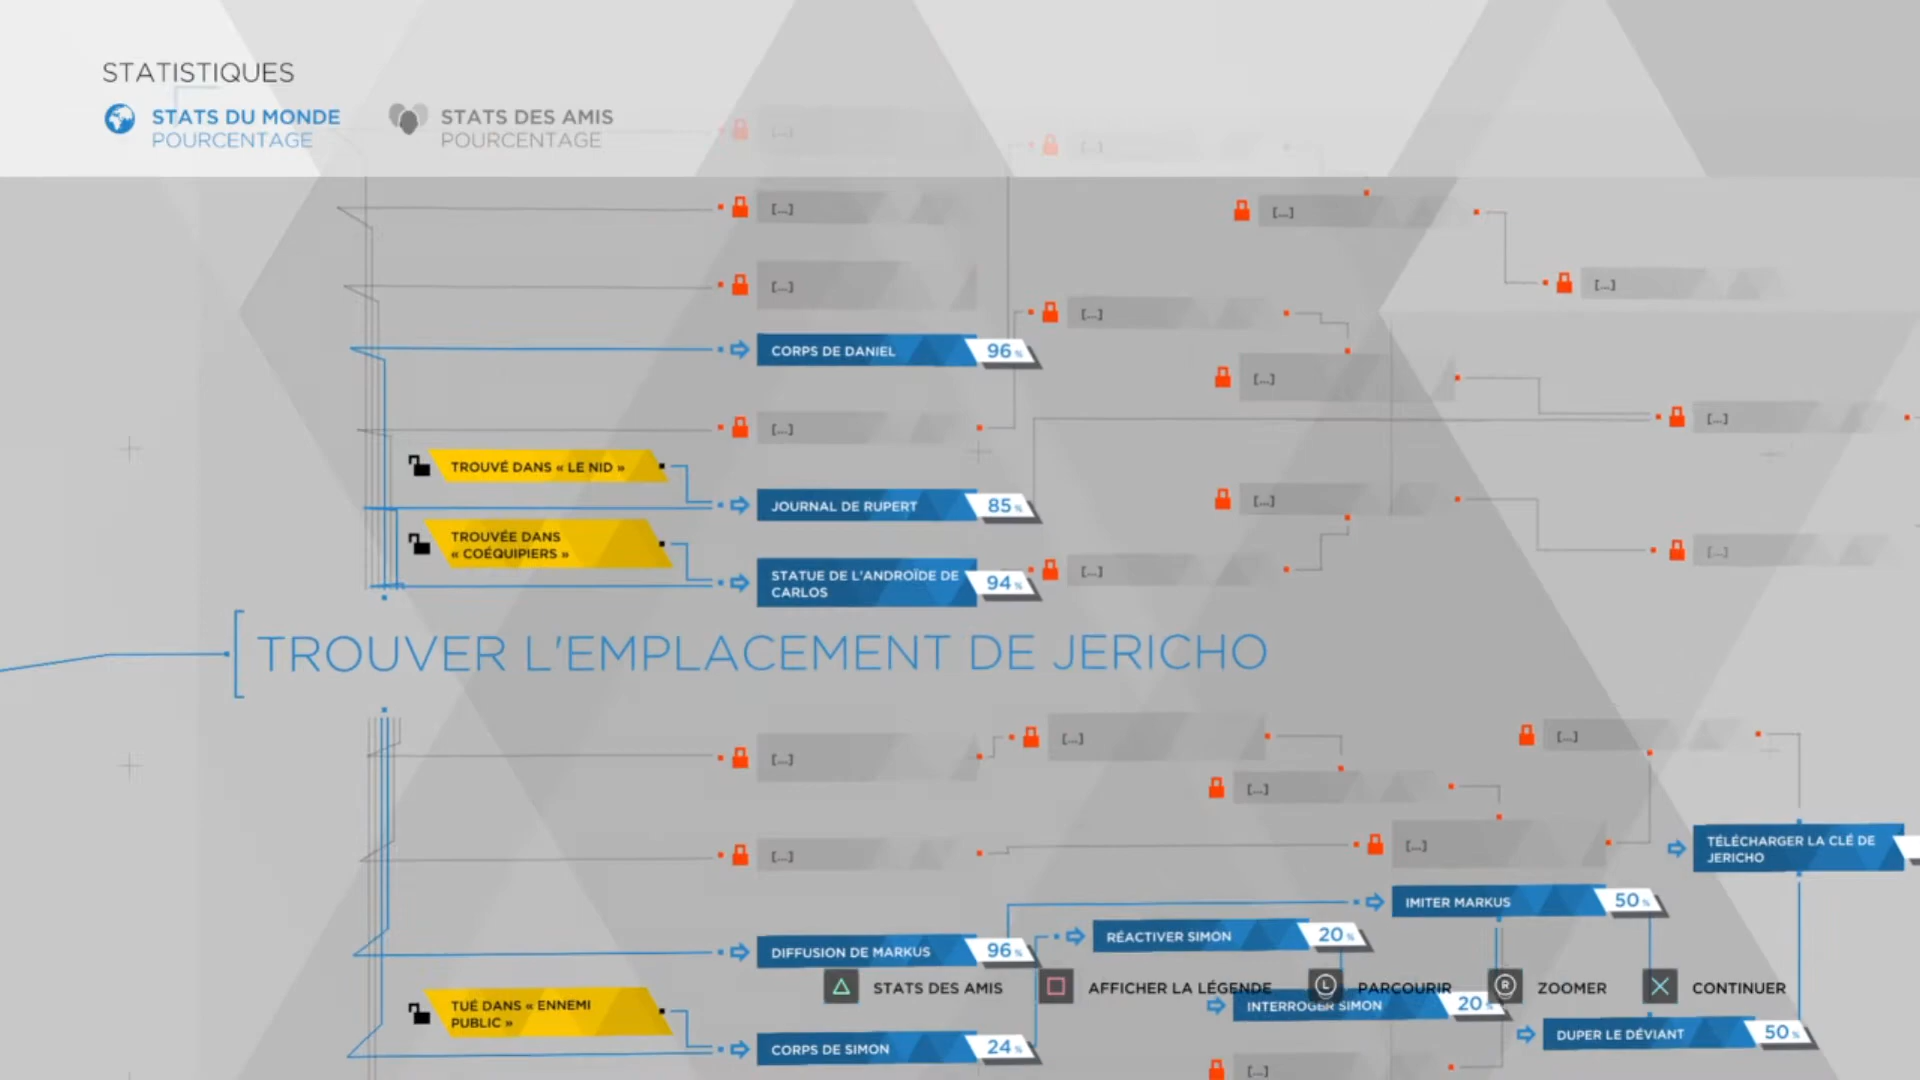 STATISTIQUES
STATS DU MONDE
POURCENTAGE
STATS DES AMIS
POURCENTAGE
[...]
[...]
[...]
[...]
[...]
[...]
[...]
[...]
CORPS DE DANIEL
96 %
[...]
[...]
[...]
TROUVÉ DANS « LE NID »
JOURNAL DE RUPERT
85 %
[...]
TROUVÉE DANS
« COÉQUIPIERS »
[...]
STATUE DE L'ANDROÏDE DE
CARLOS
94 %
[...]
TROUVER L'EMPLACEMENT DE JERICHO
[...]
[...]
[...]
[...]
[...]
[...]
TÉLÉCHARGER LA CLÉ DE
JERICHO
IMITER MARKUS
50 %
DIFFUSION DE MARKUS
96 %
RÉACTIVER SIMON
20 %
STATS DES AMIS
AFFICHER LA LÉGENDE
L
PARCOURIR
R
ZOOMER
CONTINUER
TUÉ DANS « ENNEMI
PUBLIC »
INTERROGER SIMON
20 %
CORPS DE SIMON
24 %
DUPER LE DÉVIANT
50 %
[...]